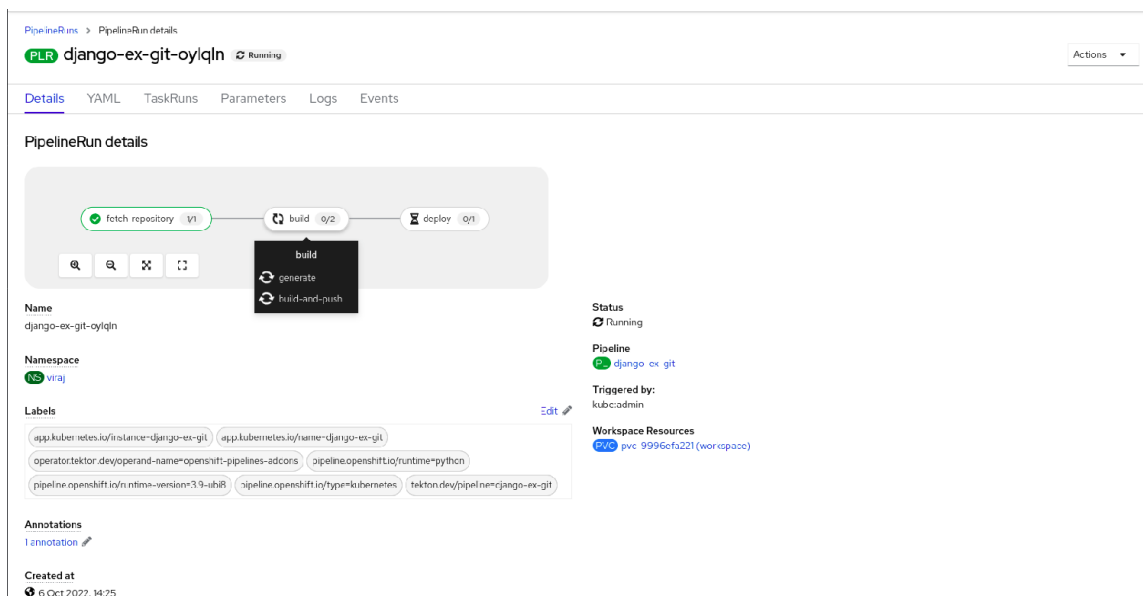 PipelineRuns > PipelineRun details
PLR django-ex-git-oylqln Running
Actions
Details YAML TaskRuns Parameters Logs Events
PipelineRun details
fetch-repository 1/1 build 0/2 deploy 0/1
build
generate
build-and-push
Name
django-ex-git-oylqln
Namespace
NS viraj
Labels
Edit
app.kubernetes.io/instance=django-ex-git app.kubernetes.io/name=django-ex-git
operator.tekton.dev/operand-name=openshift-pipelines-addons pipeline.openshift.io/runtime=python
pipeline.openshift.io/runtime-version=3.9-ubi8 pipeline.openshift.io/type=kubernetes tekton.dev/pipeline=django-ex-git
Annotations
1 annotation
Created at
6 Oct 2022, 14:25
Status
Running
Pipeline
PL django-ex-git
Triggered by:
kube:admin
Workspace Resources
PVC pvc-9996efa221 (workspace)